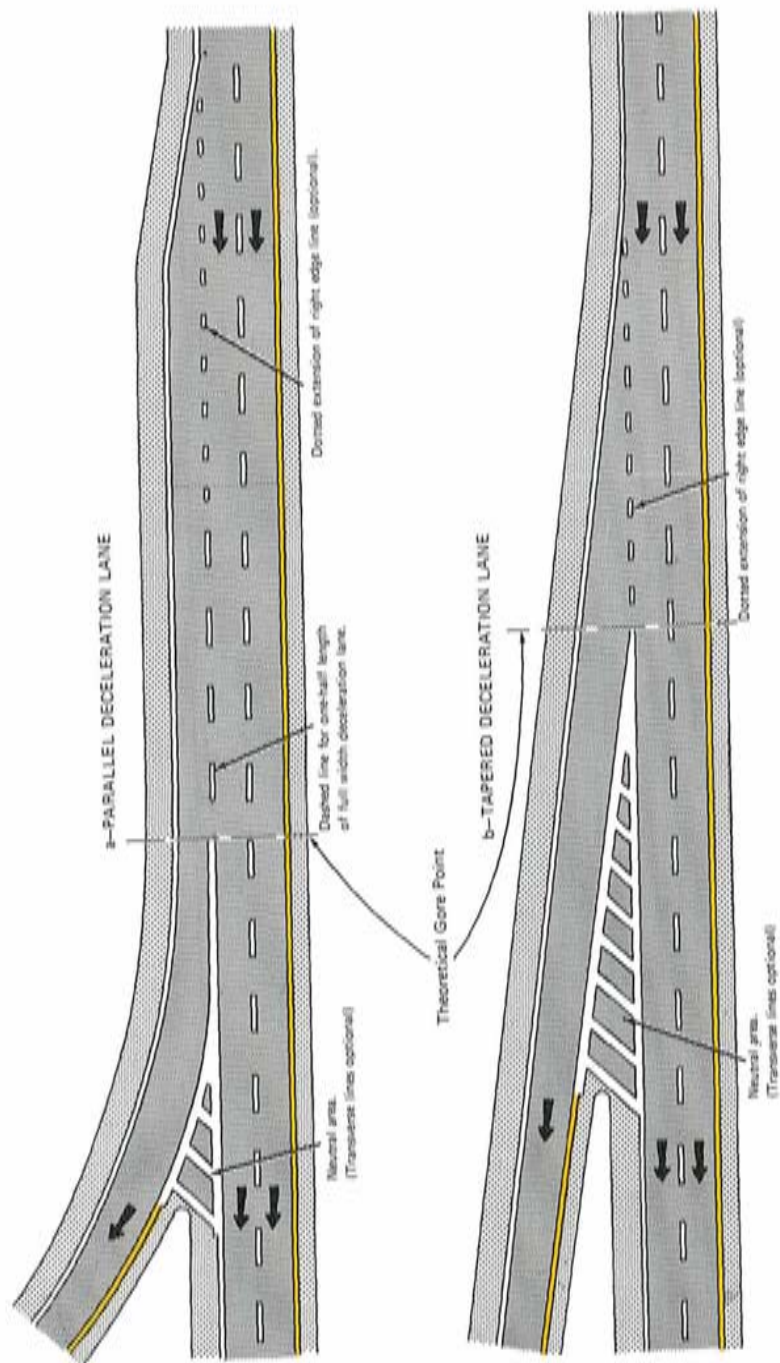 a—PARALLEL DECELERATION LANE
Dotted extension of right edge line (optional).
Dashed line for one-half length
of full width deceleration lane.
Theoretical Gore Point
Neutral area.
(Transverse lines optional)
b—TAPERED DECELERATION LANE
Dotted extension of right edge line (optional)
Neutral area.
(Transverse lines optional)